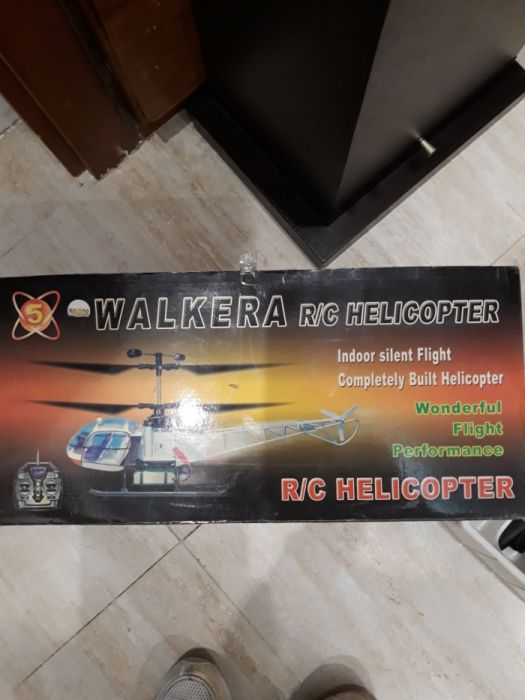 5
WALKERA R/C HELICOPTER
Indoor silent Flight
Completely Built Helicopter
Wonderful
Flight
Performance
R/C HELICOPTER